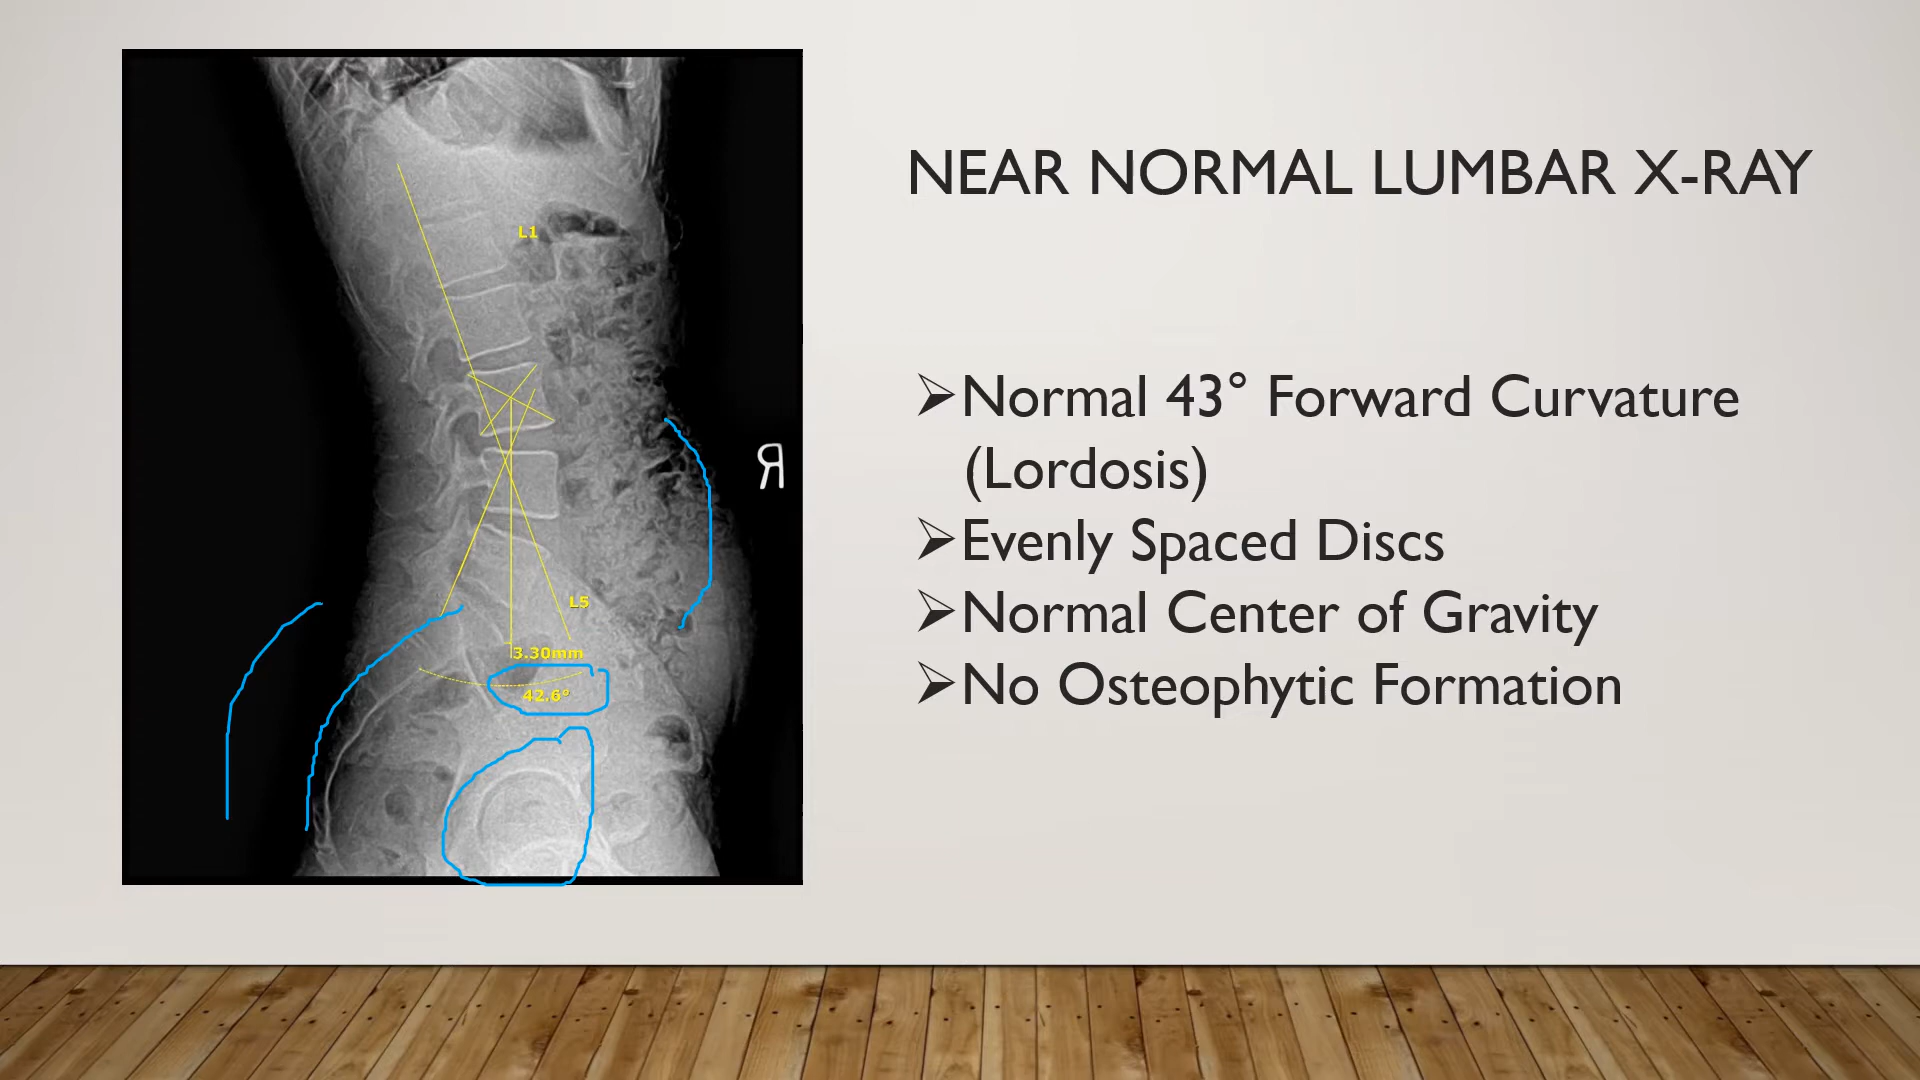 NEAR NORMAL LUMBAR X-RAY
L1
R
L5
3.30mm
42.6°
➢Normal 43° Forward Curvature
(Lordosis)
➢Evenly Spaced Discs
➢Normal Center of Gravity
➢No Osteophytic Formation